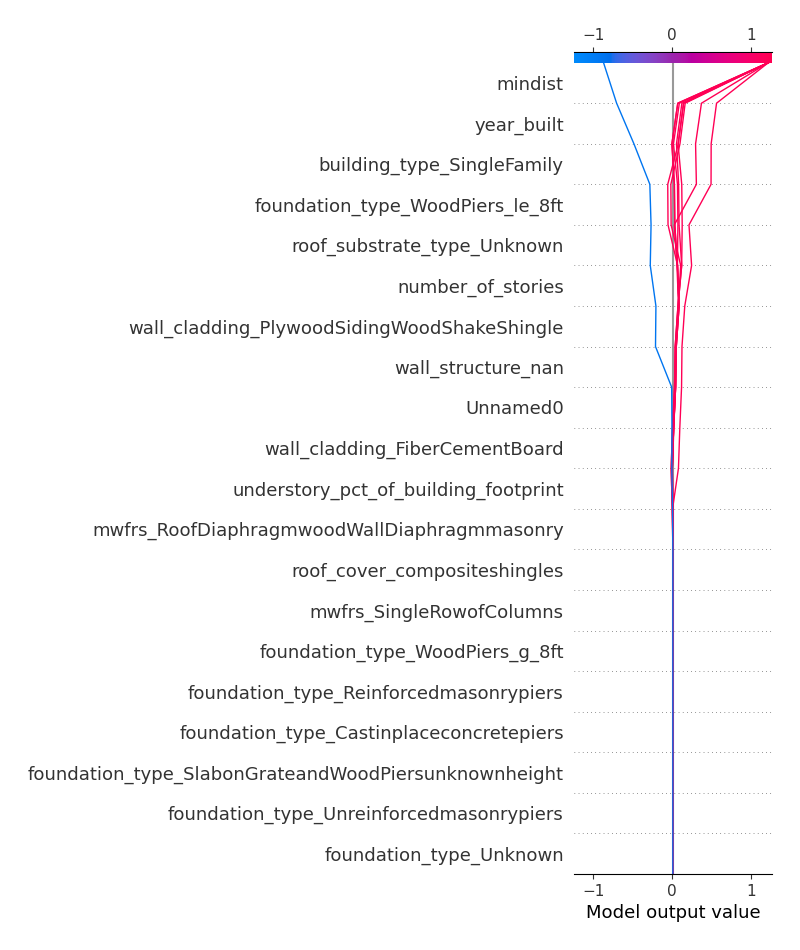 −1 0 1
mindist
year_built
building_type_SingleFamily
foundation_type_WoodPiers_le_8ft
roof_substrate_type_Unknown
number_of_stories
wall_cladding_PlywoodSidingWoodShakeShingle
wall_structure_nan
Unnamed0
wall_cladding_FiberCementBoard
understory_pct_of_building_footprint
mwfrs_RoofDiaphragmwoodWallDiaphragmmasonry
roof_cover_compositeshingles
mwfrs_SingleRowofColumns
foundation_type_WoodPiers_g_8ft
foundation_type_Reinforcedmasonrypiers
foundation_type_Castinplaceconcretepiers
foundation_type_SlabonGrateandWoodPiersunknownheight
foundation_type_Unreinforcedmasonrypiers
foundation_type_Unknown
−1 0 1
Model output value